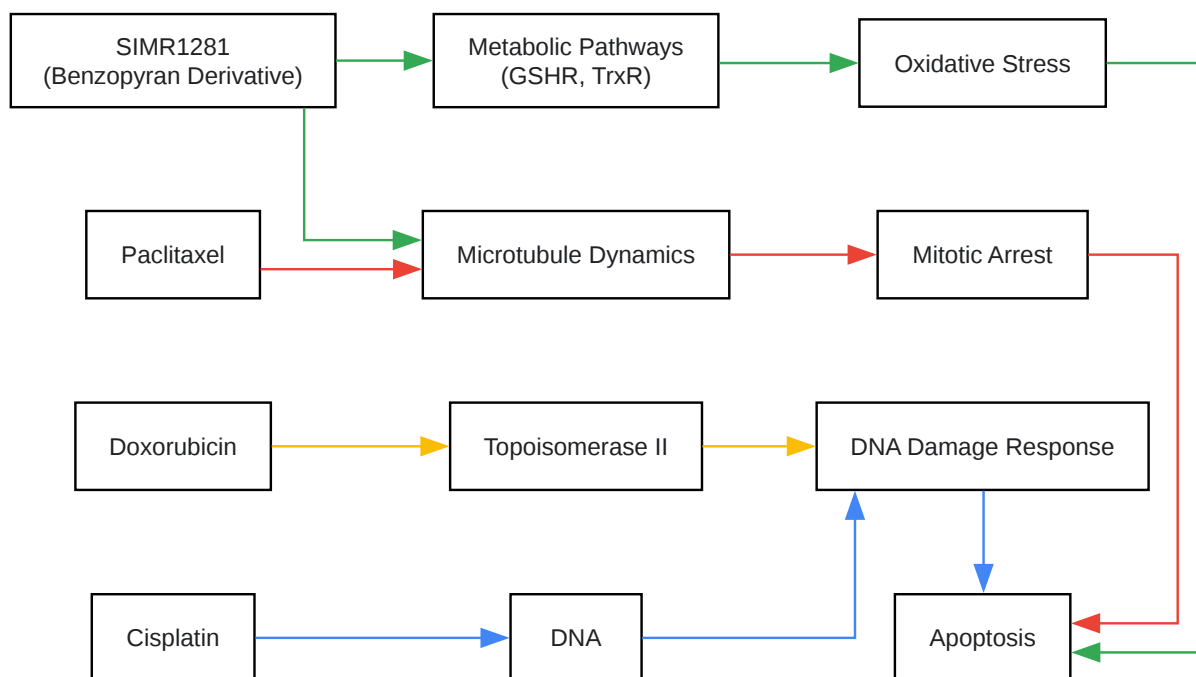 SIMR1281
(Benzopyran Derivative)
Metabolic Pathways
(GSHR, TrxR)
Oxidative Stress
Paclitaxel
Microtubule Dynamics
Mitotic Arrest
Doxorubicin
Topoisomerase II
DNA Damage Response
Cisplatin
DNA
Apoptosis